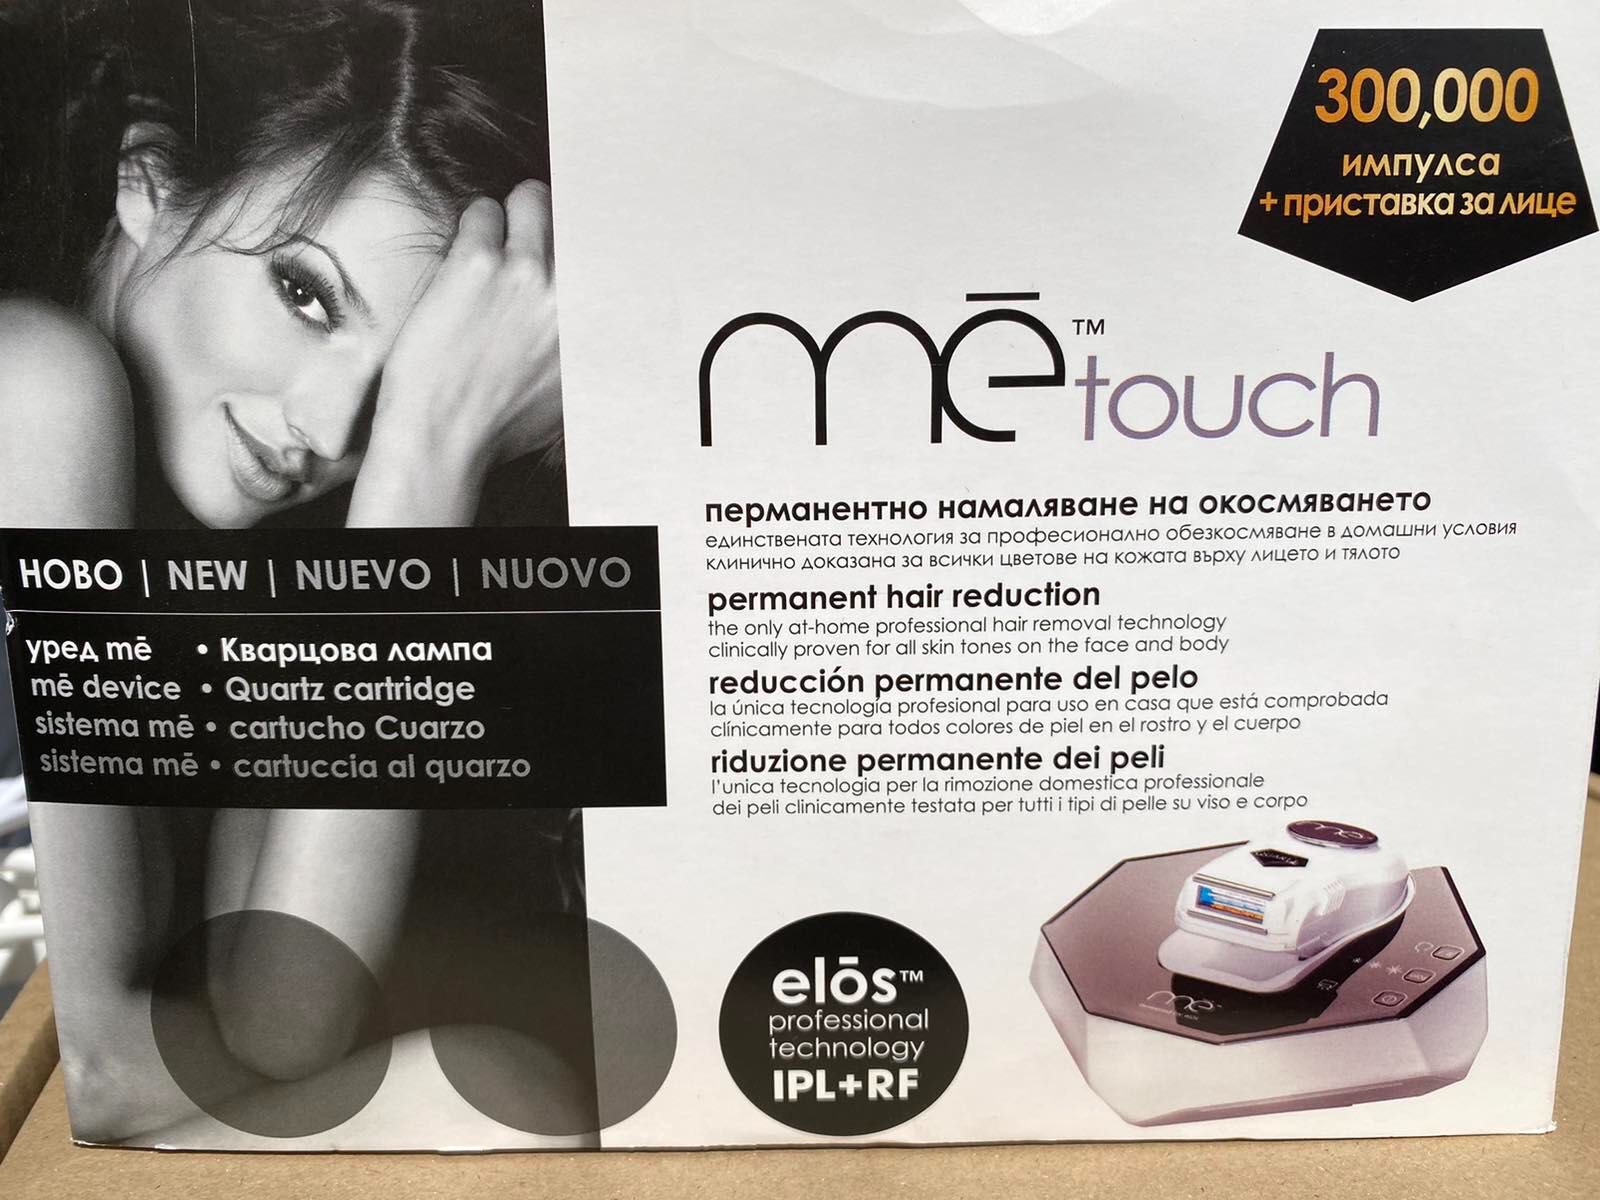 300,000
импулса
+ приставка за лице
mē™ touch
перманентно намаляване на окосмяването
единствената технология за професионално обезкосмяване в домашни условия
клинично доказана за всички цветове на кожата върху лицето и тялото
permanent hair reduction
the only at-home professional hair removal technology
clinically proven for all skin tones on the face and body
reducción permanente del pelo
la única tecnología profesional para uso en casa que está comprobada
clínicamente para todos colores de piel en el rostro y el cuerpo
riduzione permanente dei peli
l'unica tecnologia per la rimozione domestica professionale
dei peli clinicamente testata per tutti i tipi di pelle su viso e corpo
НОВО | NEW | NUEVO | NUOVO
уред mē • Кварцова лампа
mē device • Quartz cartridge
sistema mē • cartucho Cuarzo
sistema mē • cartuccia al quarzo
elōs™
professional
technology
IPL+RF
mē
mē